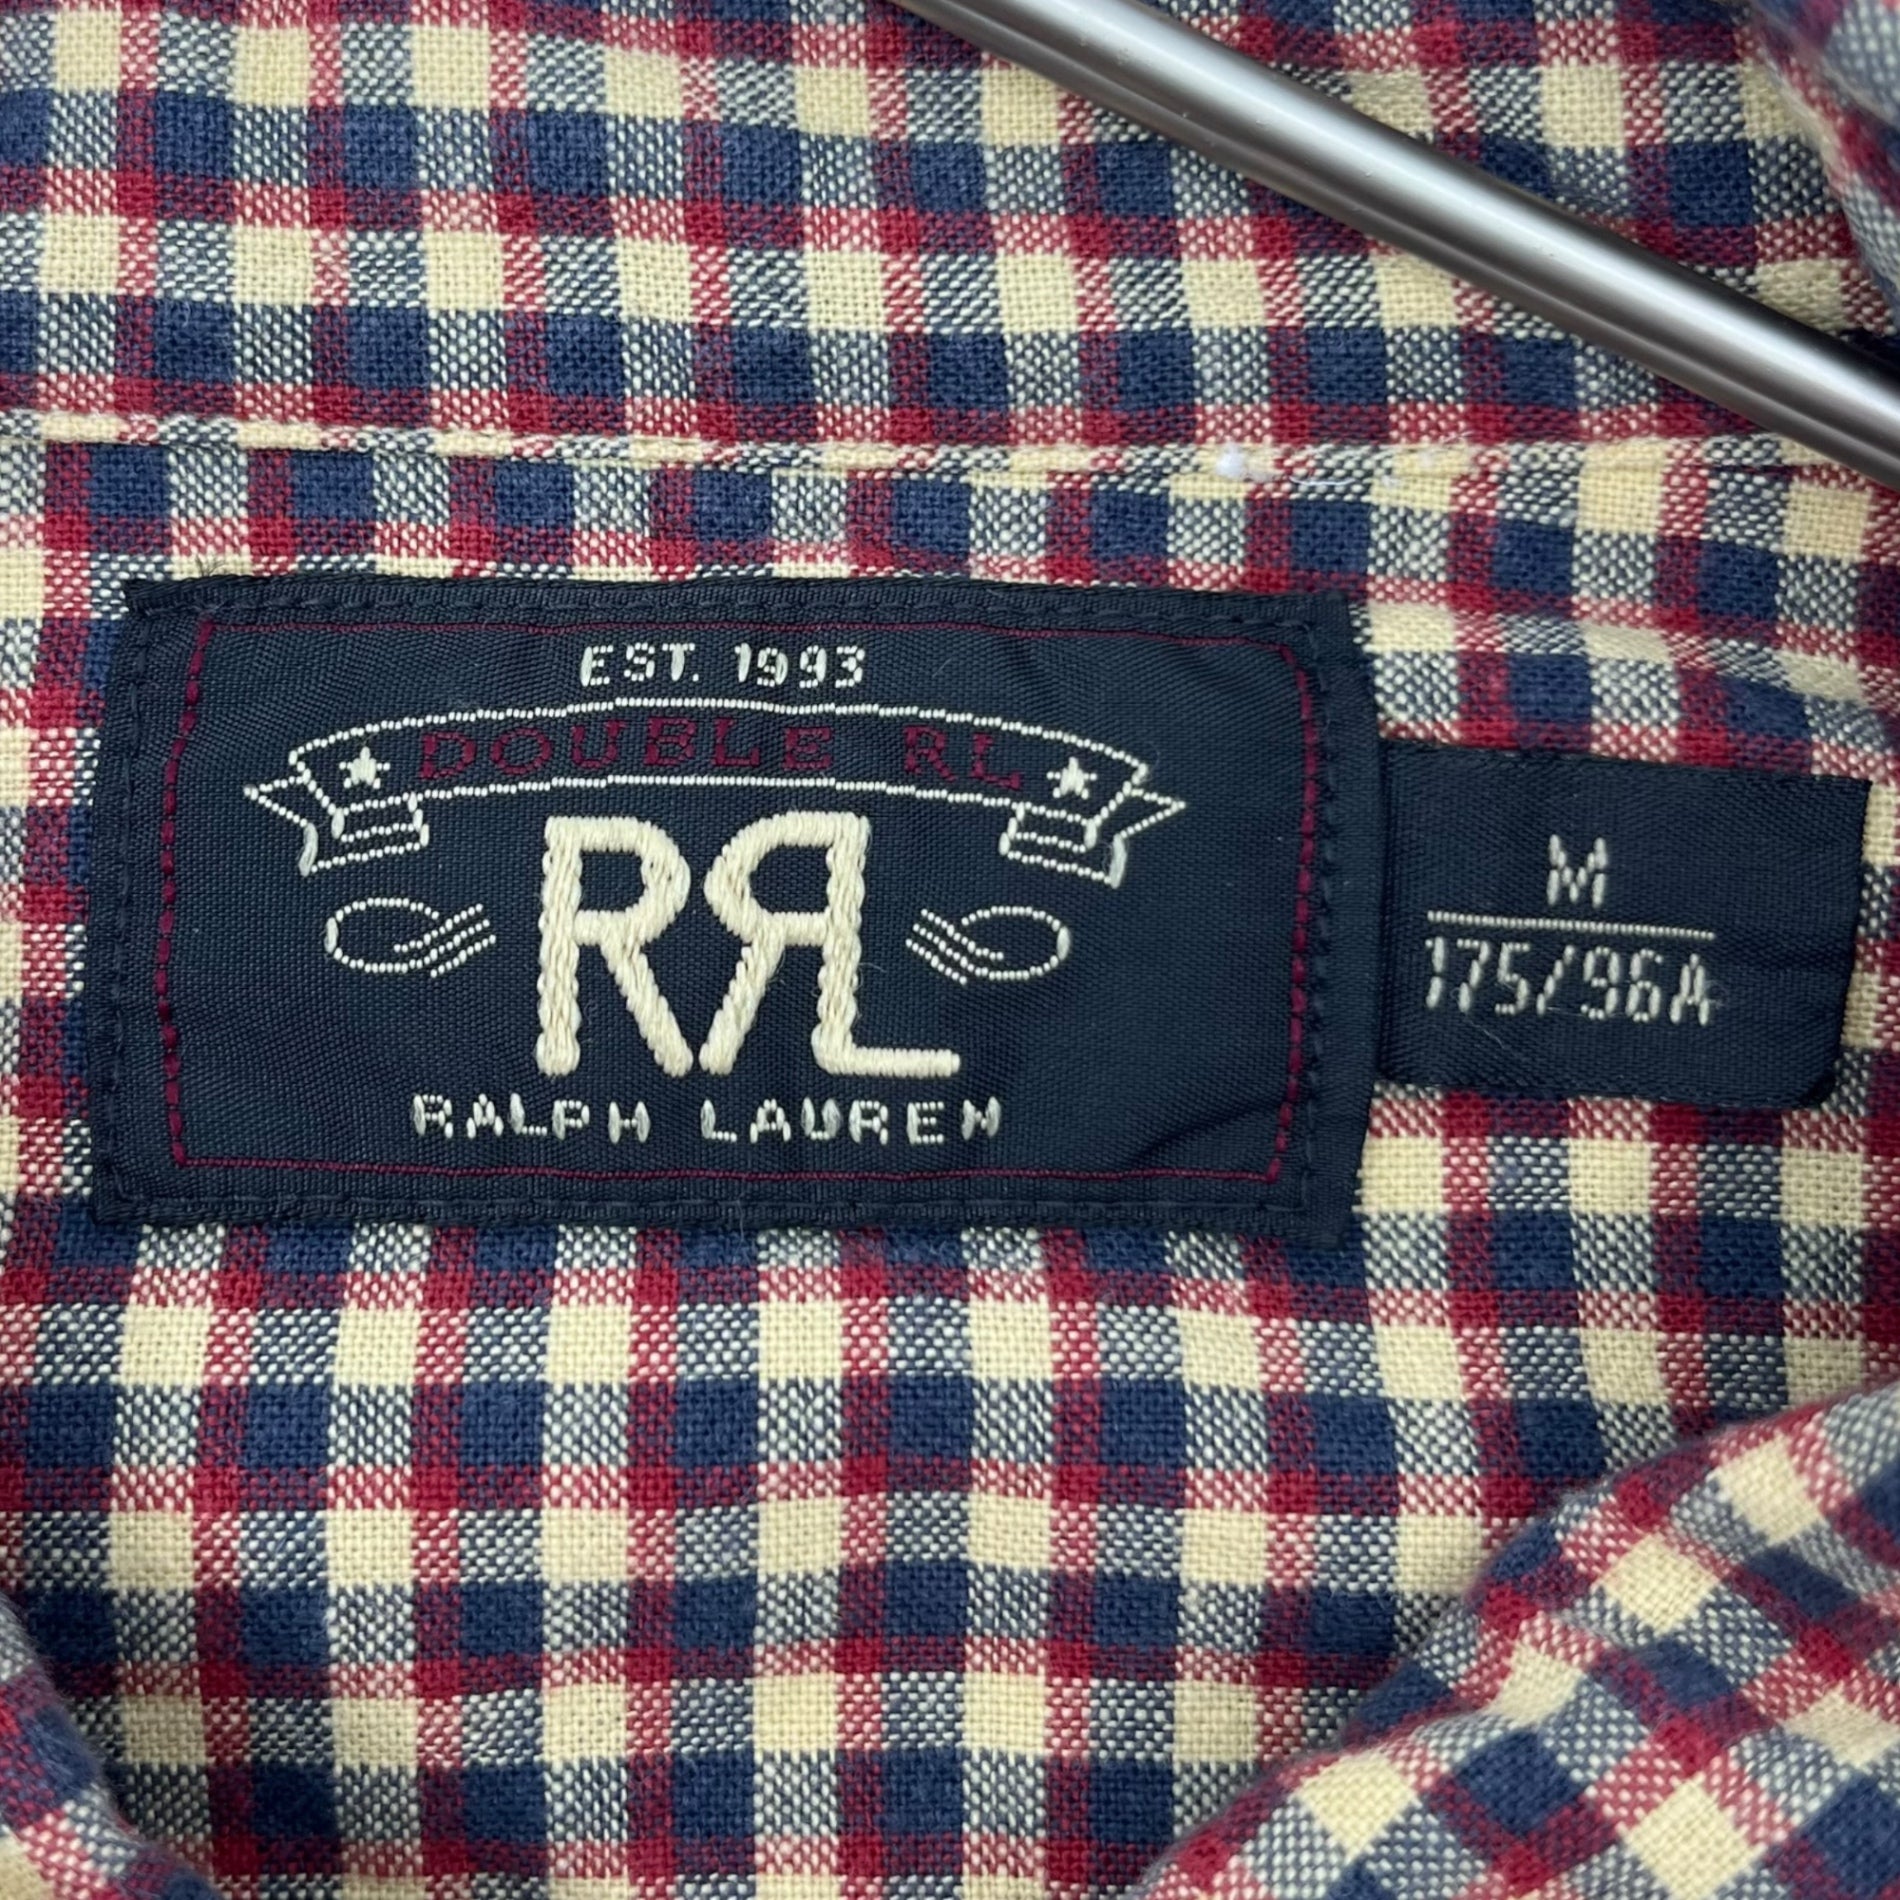 EST. 1993
DOUBLE RL
RRL
RALPH LAUREN
M
175/96A